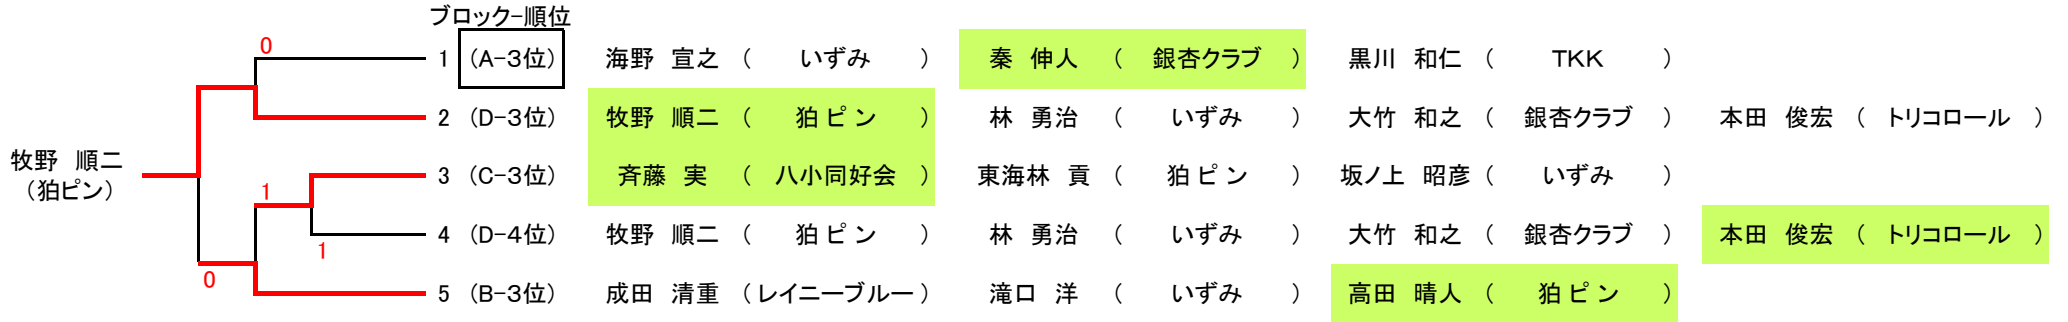 ブロック-順位
0
1 (A-3位) 海野 宣之 ( いずみ ) 秦 伸人 ( 銀杏クラブ ) 黒川 和仁 ( TKK )
2 (D-3位) 牧野 順二 ( 狛ピン ) 林 勇治 ( いずみ ) 大竹 和之 ( 銀杏クラブ ) 本田 俊宏 ( トリコロール )
牧野 順二
(狛ピン)
3 (C-3位) 斉藤 実 ( 八小同好会 ) 東海林 貢 ( 狛ピン ) 坂ノ上 昭彦 ( いずみ )
1
4 (D-4位) 牧野 順二 ( 狛ピン ) 林 勇治 ( いずみ ) 大竹 和之 ( 銀杏クラブ ) 本田 俊宏 ( トリコロール )
1
0
5 (B-3位) 成田 清重 (レイニーブルー) 滝口 洋 ( いずみ ) 高田 晴人 ( 狛ピン )